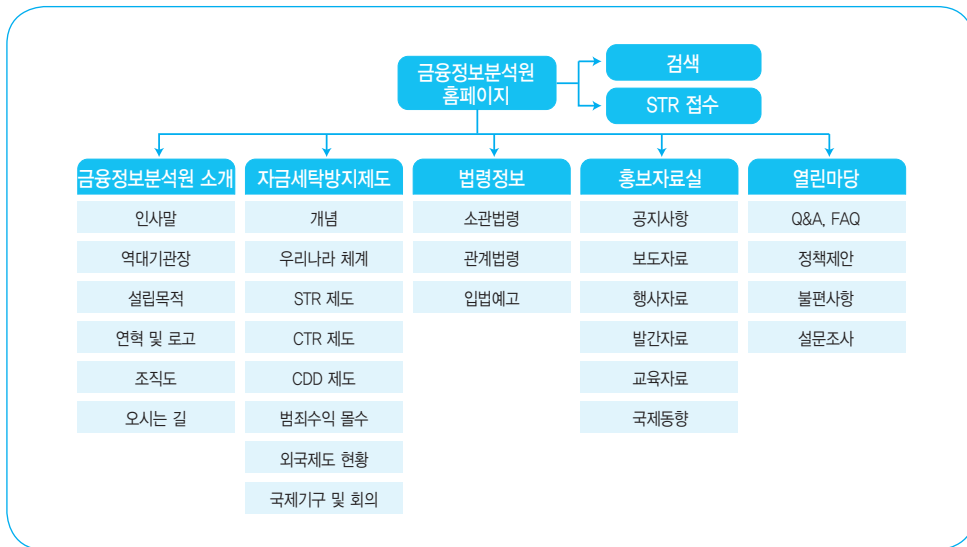 금융정보분석원
홈페이지
검색
STR 접수
금융정보분석원 소개
인사말
역대기관장
설립목적
연혁 및 로고
조직도
오시는 길
자금세탁방지제도
개념
우리나라 체계
STR 제도
CTR 제도
CDD 제도
범죄수익 몰수
외국제도 현황
국제기구 및 회의
법령정보
소관법령
관계법령
입법예고
홍보자료실
공지사항
보도자료
행사자료
발간자료
교육자료
국제동향
열린마당
Q&A, FAQ
정책제안
불편사항
설문조사